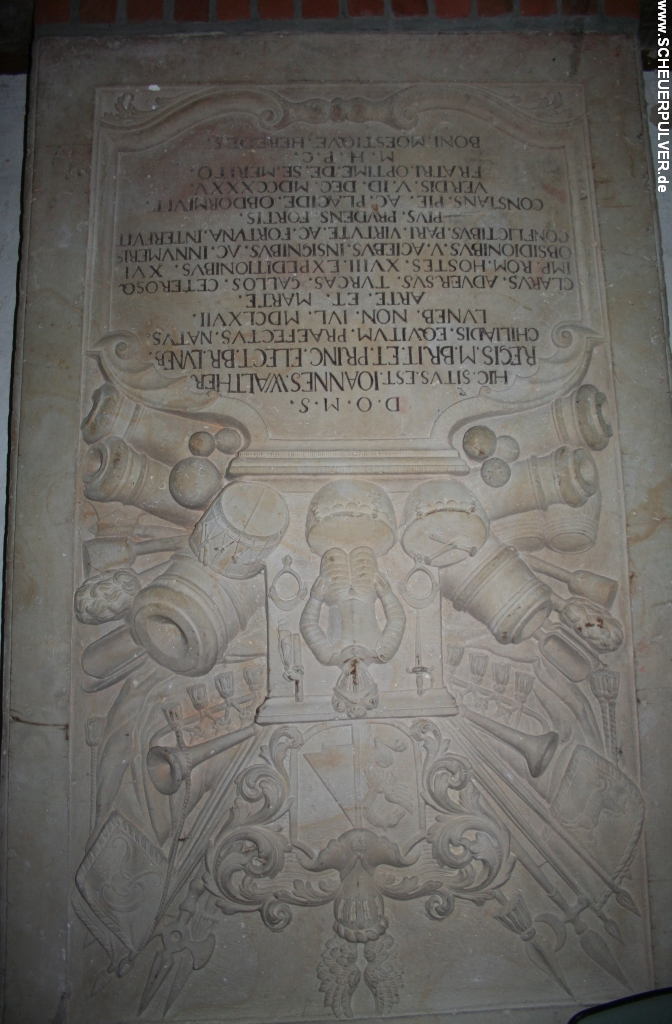 D. O. M. S.
HIC. SITVS. EST. IOANNES. WALTHER
REGIS. M. BRIT. ET. PRINC. ELECT. BR. LVNEB.
CHILIADIS. EQVITVM. PRAEFECTVS. NATVS
LVNEB. NON. IVL. MDCLXVII.
ARTE. ET. MARTE.
CLARVS. ADVERSVS. TVRCAS. GALLOS. CETEROSQ.
IMP. ROM. HOSTES. XVIII. EXPEDITIONIBVS. XVI
OBSIDIONIBVS. V. ACIEBVS. INSIGNIBVS. AC. INNVMERIS
CONFLICTIBVS. PARI. VIRTVTE. AC. FORTVNA. INTERFVIT
PIVS. PRVDENS. FORTIS.
CONSTANS. PIE. AC. PLACIDE. OBDORMIVIT.
VERDIS. V. ID. DEC. MDCCXXXV.
FRATRI. OPTIME. DE. SE. MERITO.
M. H. P. C.
BONI. MOESTIQVE. HEREDES.
www.SCHEUERPULVER.de